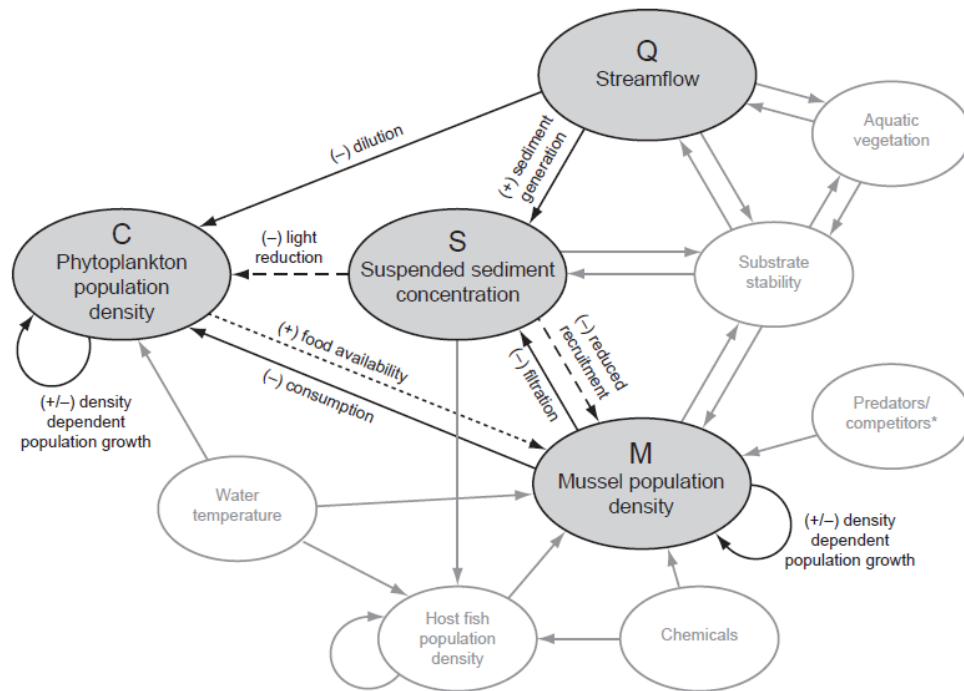 Q
Streamflow
Aquatic
vegetation
(–) dilution
(+) sediment
generation
C
Phytoplankton
population
density
(–) light
reduction
S
Suspended sediment
concentration
Substrate
stability
(+) food availability
(–) consumption
(–) filtration
(–) reduced
recruitment
(+/–) density
dependent
population growth
Predators/
competitors*
M
Mussel population
density
Water
temperature
(+/–) density
dependent
population growth
Host fish
population
density
Chemicals